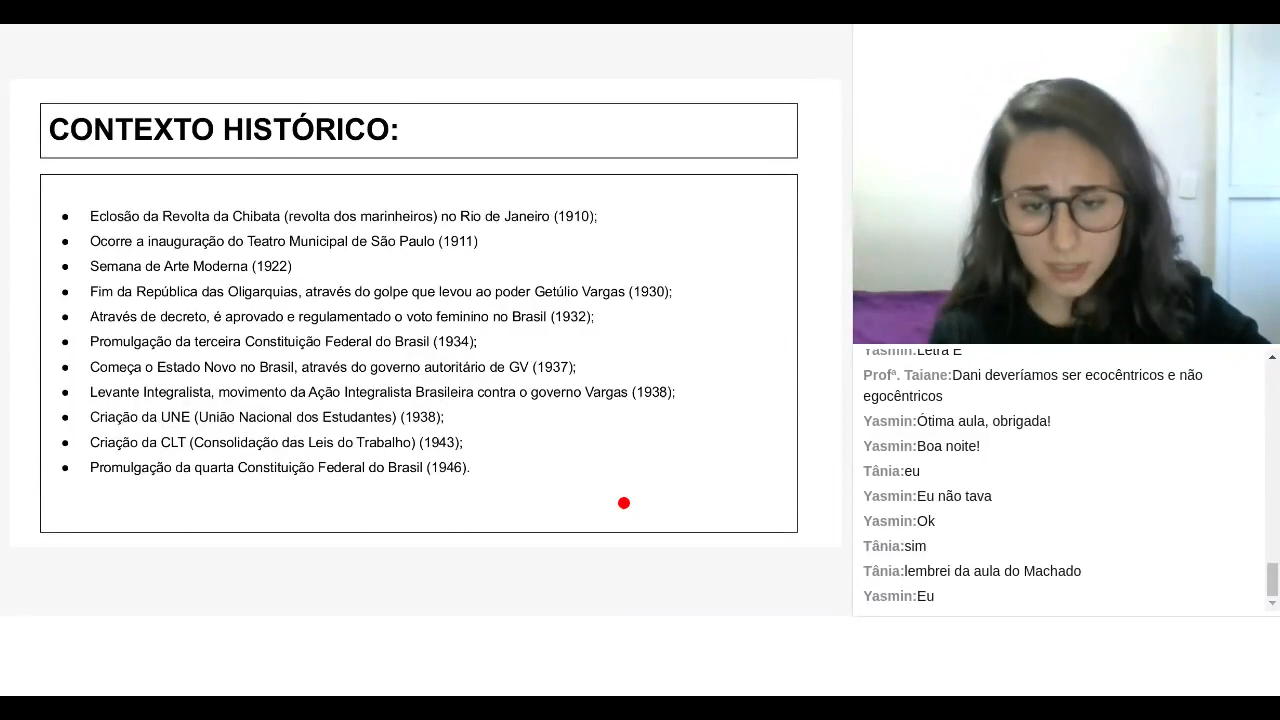 CONTEXTO HISTÓRICO:
● Eclosão da Revolta da Chibata (revolta dos marinheiros) no Rio de Janeiro (1910);
● Ocorre a inauguração do Teatro Municipal de São Paulo (1911)
● Semana de Arte Moderna (1922)
● Fim da República das Oligarquias, através do golpe que levou ao poder Getúlio Vargas (1930);
● Através de decreto, é aprovado e regulamentado o voto feminino no Brasil (1932);
● Promulgação da terceira Constituição Federal do Brasil (1934);
● Começa o Estado Novo no Brasil, através do governo autoritário de GV (1937);
● Levante Integralista, movimento da Ação Integralista Brasileira contra o governo Vargas (1938);
● Criação da UNE (União Nacional dos Estudantes) (1938);
● Criação da CLT (Consolidação das Leis do Trabalho) (1943);
● Promulgação da quarta Constituição Federal do Brasil (1946).
Yasmin:Letra E
Profª. Taiane:Dani deveríamos ser ecocêntricos e não
egocêntricos
Yasmin:Ótima aula, obrigada!
Yasmin:Boa noite!
Tânia:eu
Yasmin:Eu não tava
Yasmin:Ok
Tânia:sim
Tânia:lembrei da aula do Machado
Yasmin:Eu